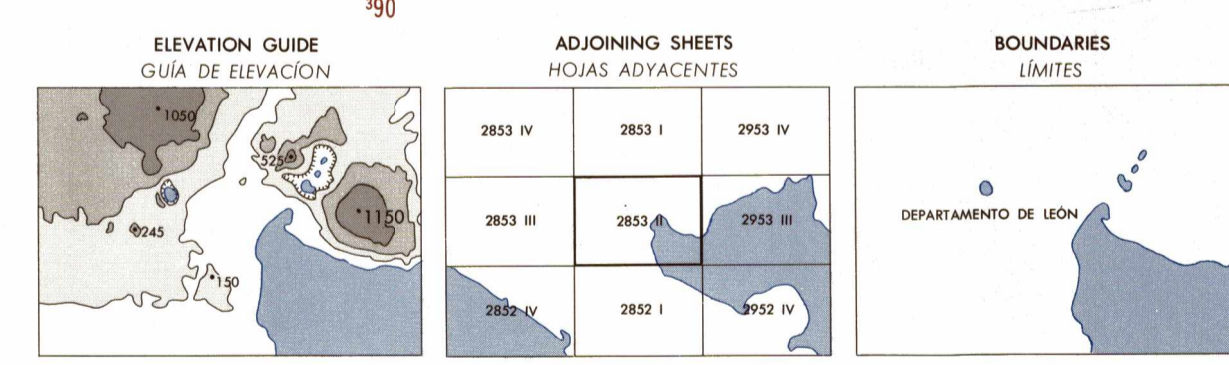 390
ELEVATION GUIDE
GUÍA DE ELEVACÍON
1050
525
1150
245
150
ADJOINING SHEETS
HOJAS ADYACENTES
2853 IV 2853 I 2953 IV
2853 III 2853 II 2953 III
2852 IV 2852 I 2952 IV
BOUNDARIES
LÍMITES
DEPARTAMENTO DE LEÓN